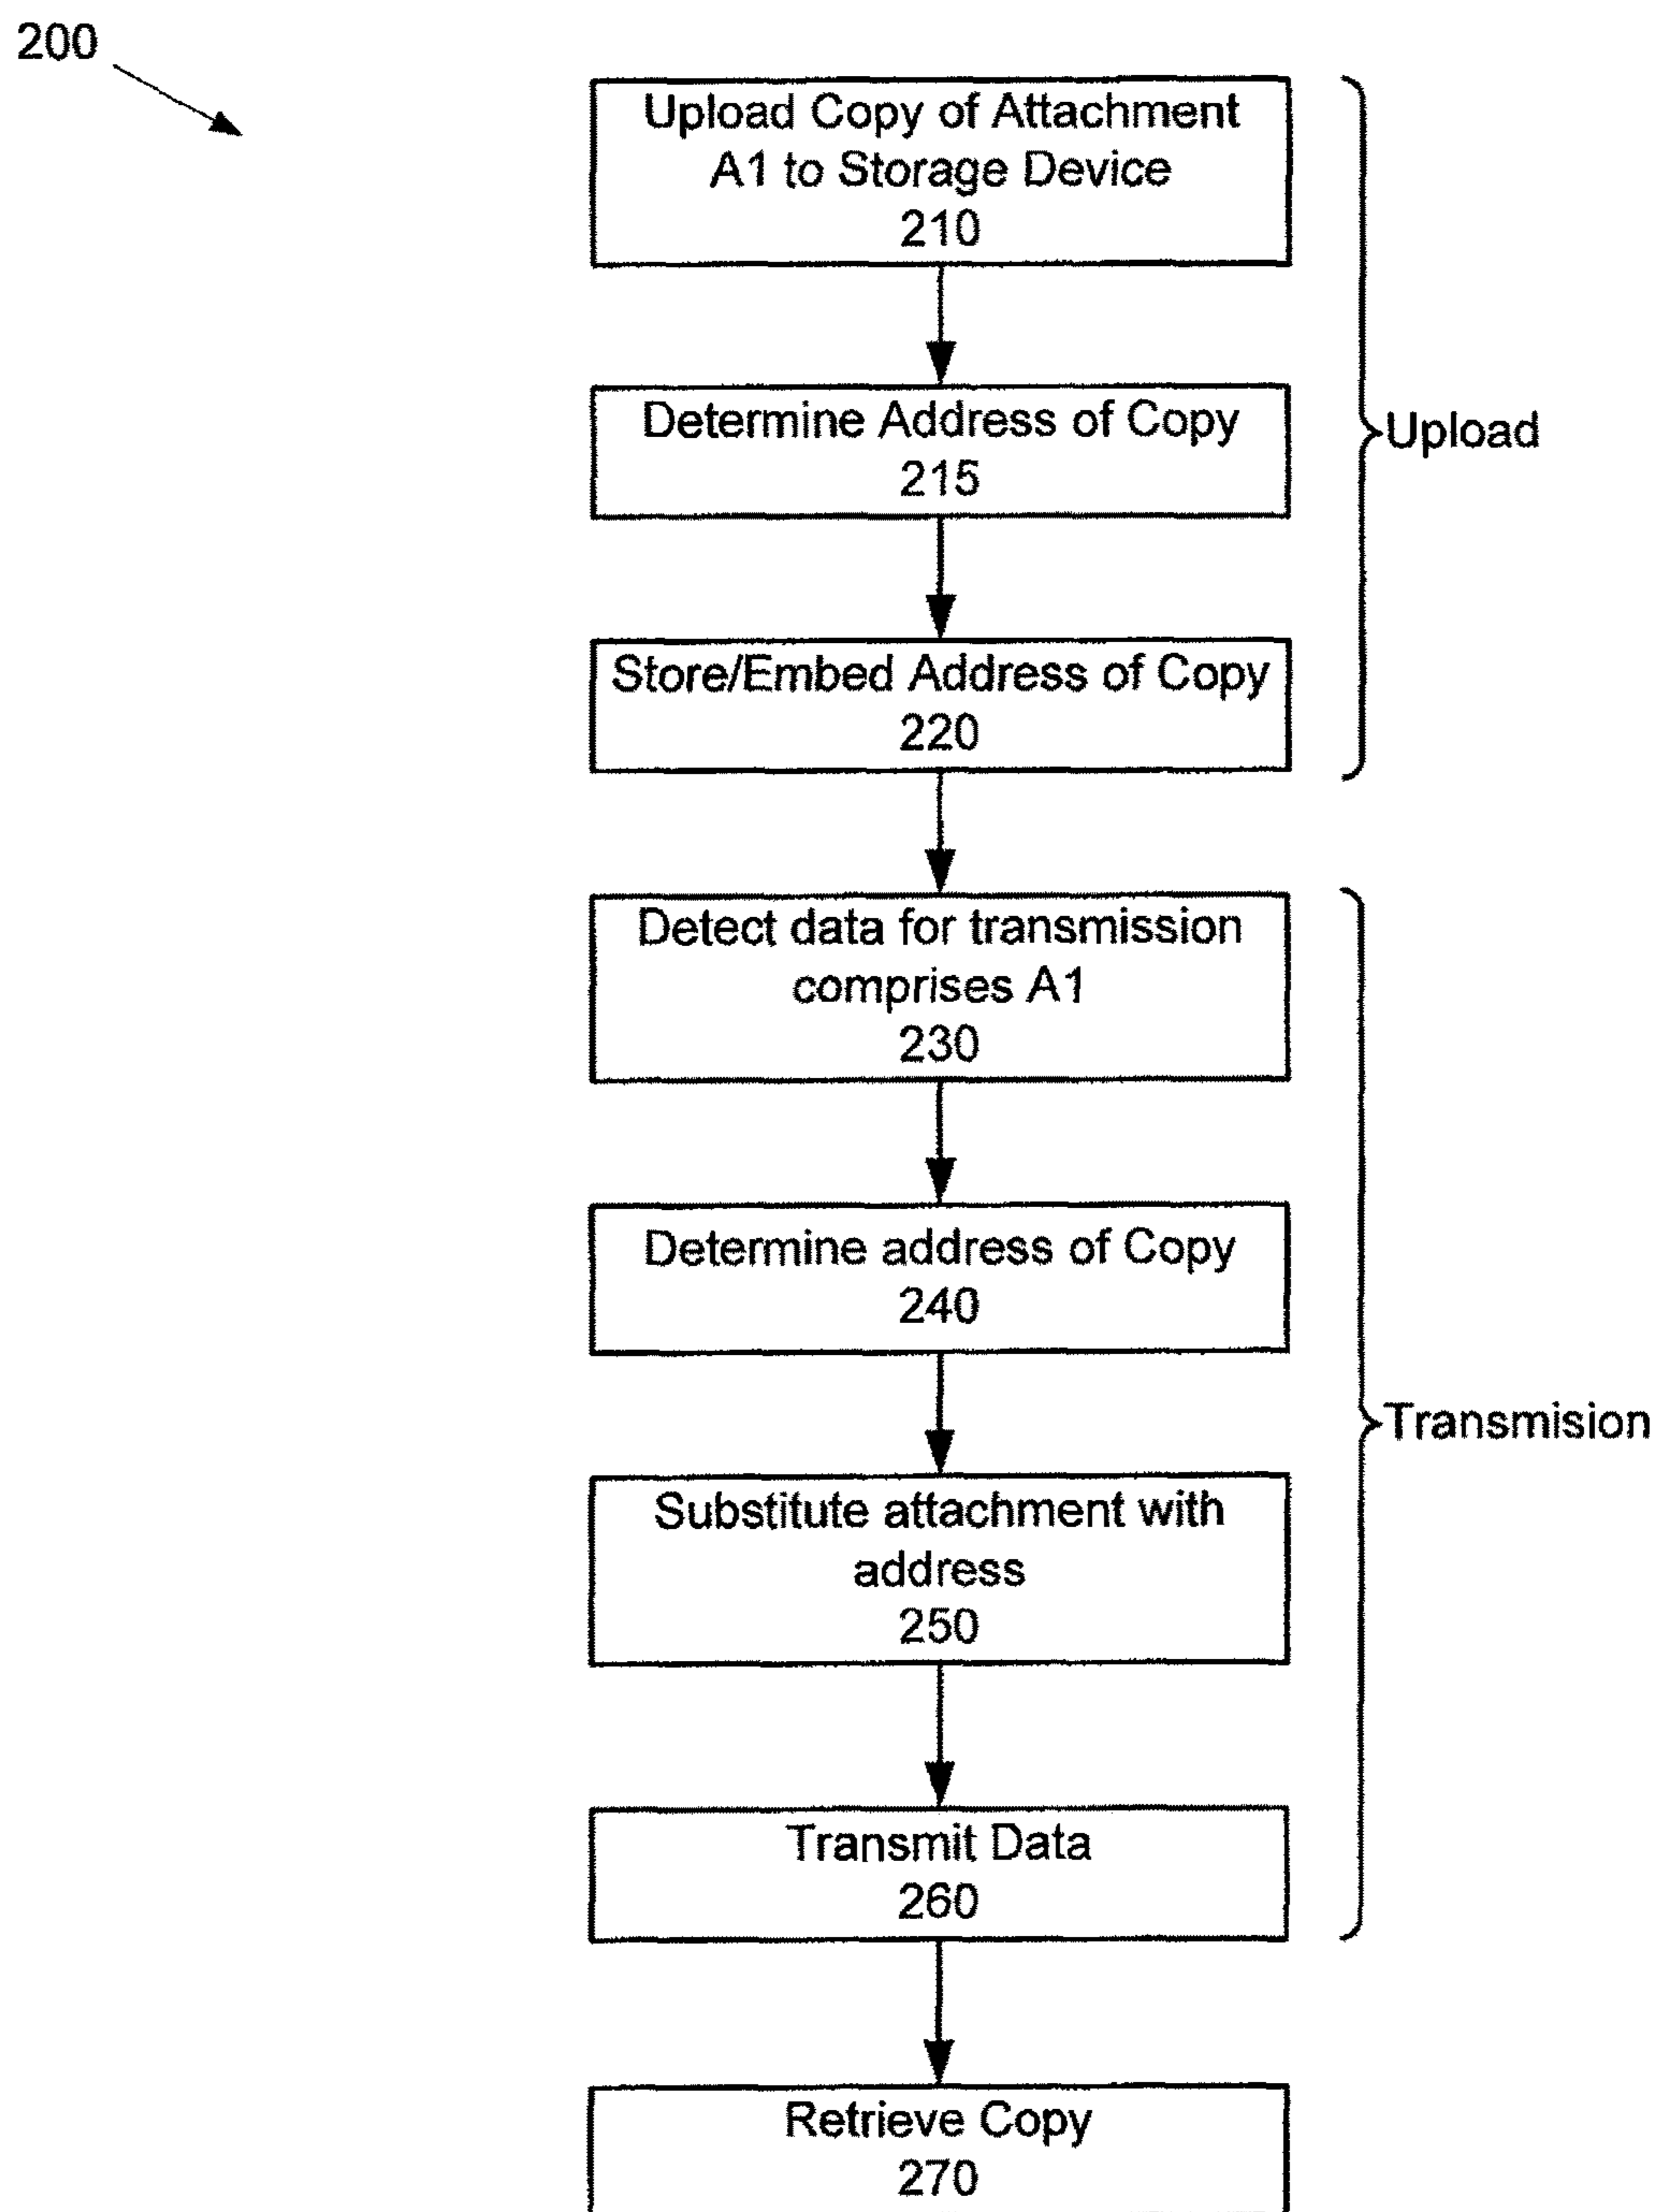 200
Upload Copy of Attachment
A1 to Storage Device
210
Determine Address of Copy
215
Upload
Store/Embed Address of Copy
220
Detect data for transmission
comprises A1
230
Determine address of Copy
240
Transmision
Substitute attachment with
address
250
Transmit Data
260
Retrieve Copy
270